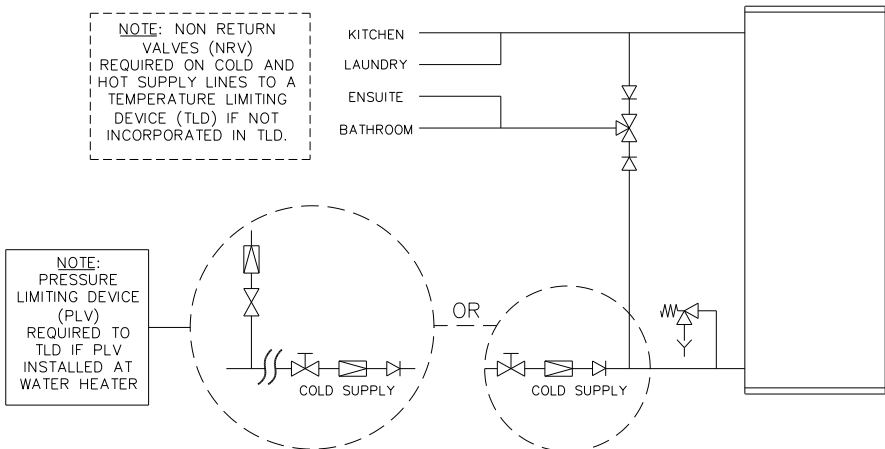 NOTE: NON RETURN
VALVES (NRV)
REQUIRED ON COLD AND
HOT SUPPLY LINES TO A
TEMPERATURE LIMITING
DEVICE (TLD) IF NOT
INCORPORATED IN TLD.
KITCHEN
LAUNDRY
ENSUITE
BATHROOM
NOTE:
PRESSURE
LIMITING DEVICE
(PLV)
REQUIRED TO
TLD IF PLV
INSTALLED AT
WATER HEATER
OR
COLD SUPPLY
COLD SUPPLY